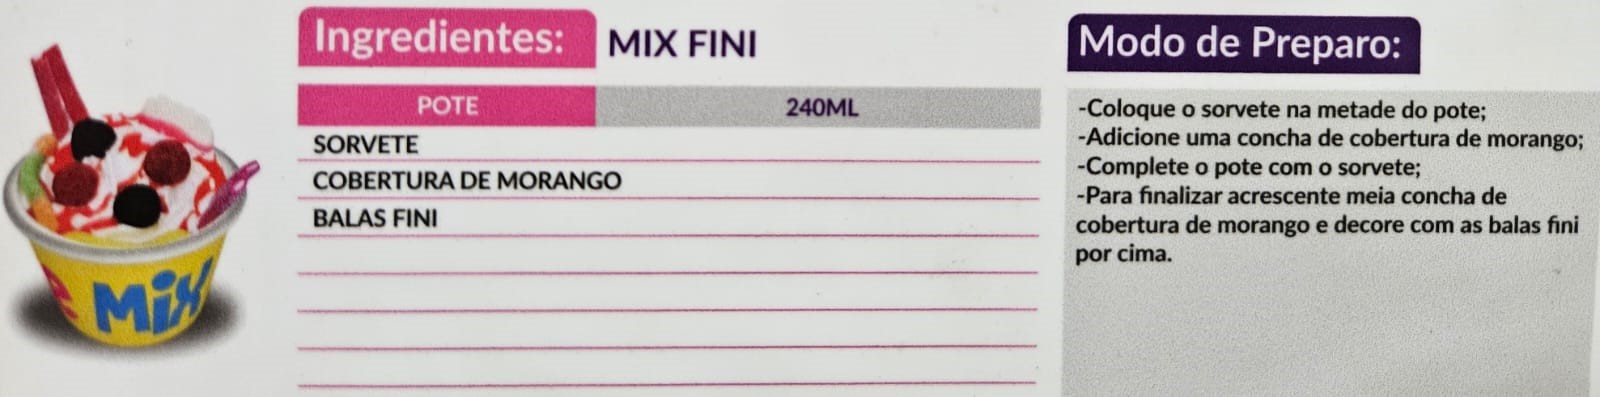 Ingredientes: MIX FINI
POTE 240ML
SORVETE
COBERTURA DE MORANGO
BALAS FINI
Modo de Preparo:
-Coloque o sorvete na metade do pote;
-Adicione uma concha de cobertura de morango;
-Complete o pote com o sorvete;
-Para finalizar acrescente meia concha de
cobertura de morango e decore com as balas fini
por cima.
Mix